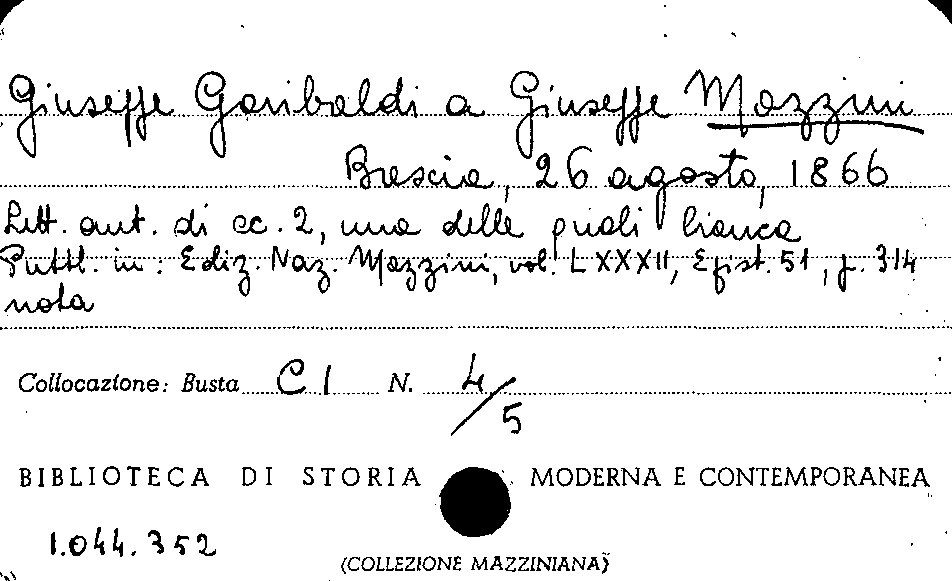 Giuseppe Garibaldi a Giuseppe Mazzini
Brescia, 26 agosto, 1866
Lett. aut. di cc. 2, una delle quali bianca
Pubbl. in: Ediz. Naz. Mazzini, vol. LXXXII, Epist. 51, p. 314
nota
Collocazione: Busta C I N. 4/5
BIBLIOTECA DI STORIA MODERNA E CONTEMPORANEA
1.044.352
(COLLEZIONE MAZZINIANA)